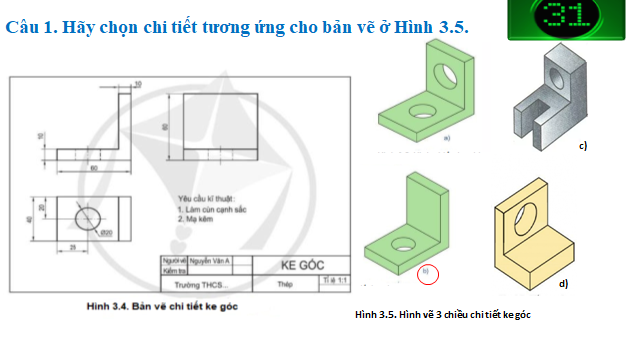 31
Câu 1. Hãy chọn chi tiết tương ứng cho bản vẽ ở Hình 3.5.
10
10
60
60
40
20
25
Ø20
Yêu cầu kĩ thuật:
1. Làm cùn cạnh sắc
2. Mạ kẽm
Người vẽ Nguyễn Văn A
Kiểm tra
KE GÓC
Trường THCS...
Thép
Tỉ lệ 1:1
Hình 3.4. Bản vẽ chi tiết ke góc
a)
c)
b)
d)
Hình 3.5. Hình vẽ 3 chiều chi tiết ke góc